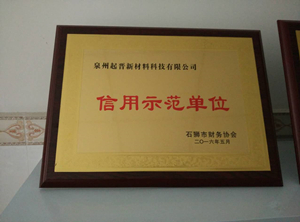 泉州起晋新材料科技有限公司
信用示范单位
石狮市财务协会
二〇一六年五月